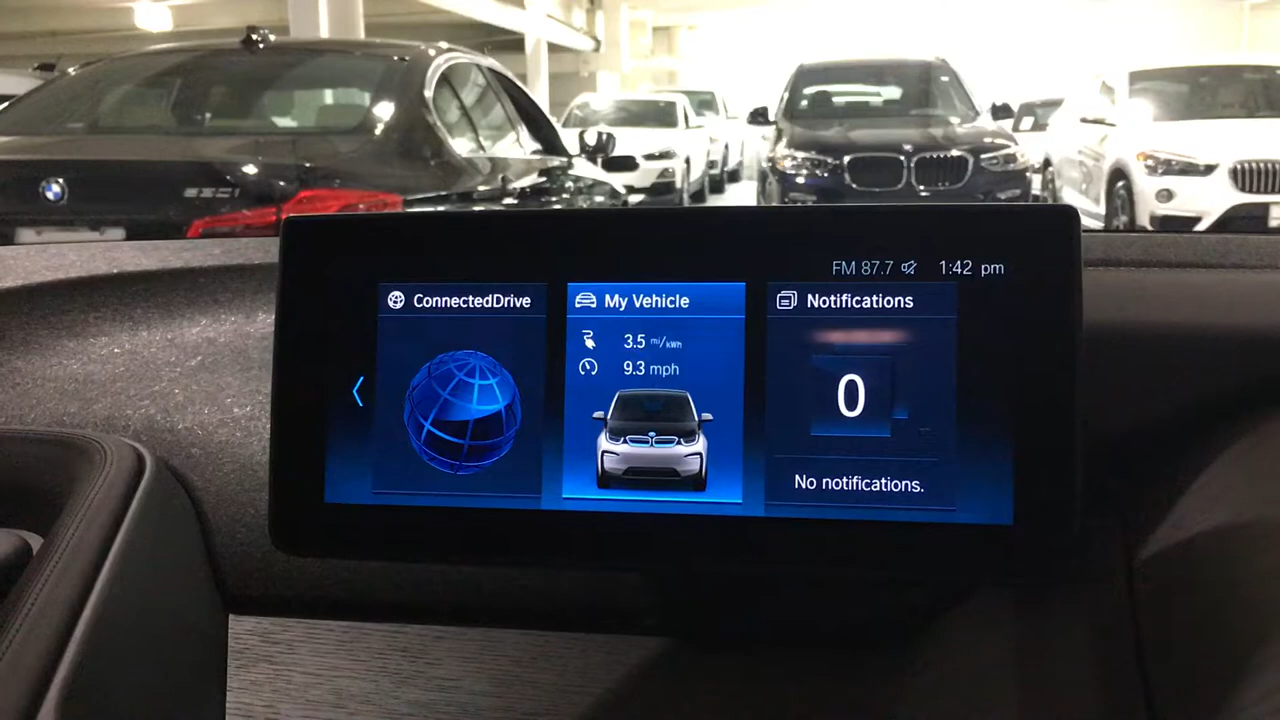 FM 87.7 1:42 pm
ConnectedDrive
My Vehicle
3.5 mi/kWh
9.3 mph
Notifications
0
No notifications.